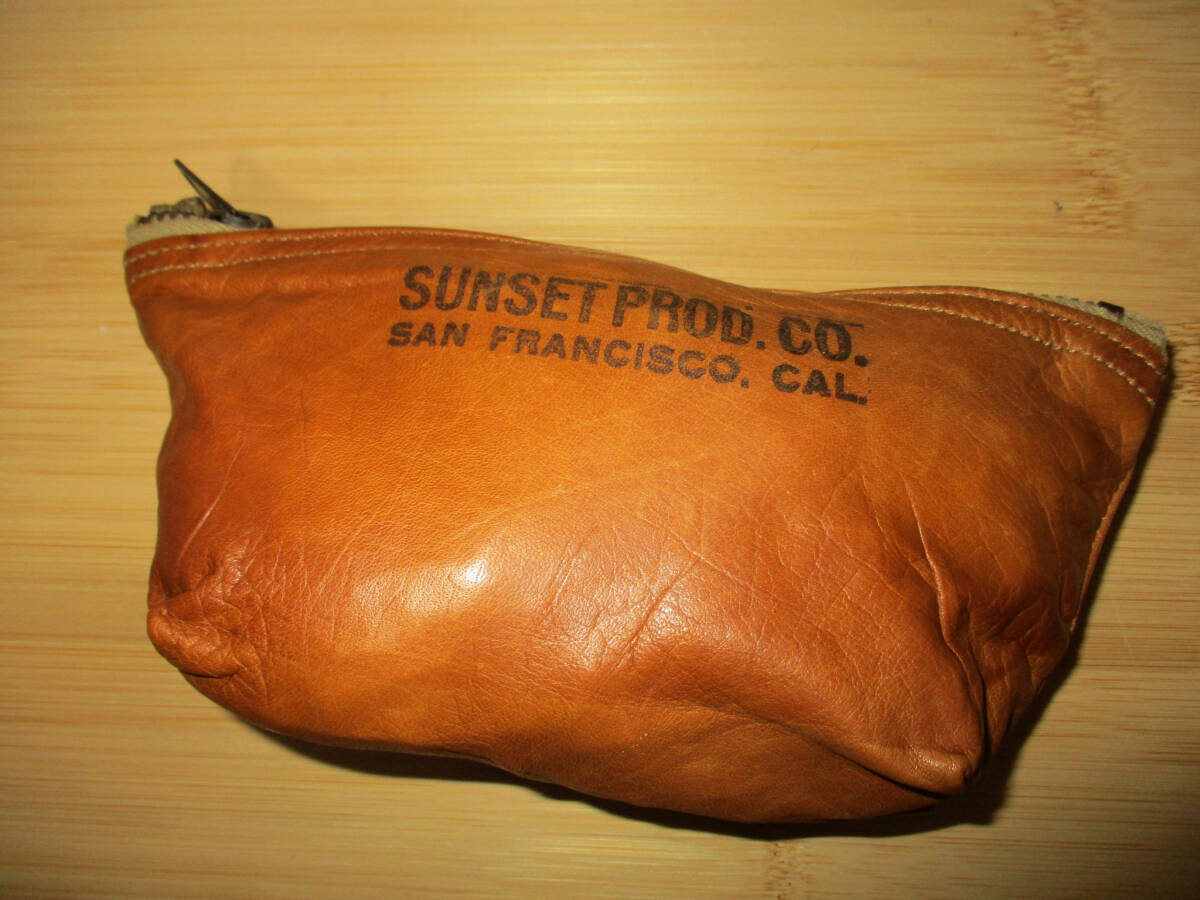 SUNSET PROD. CO.
SAN FRANCISCO. CAL.